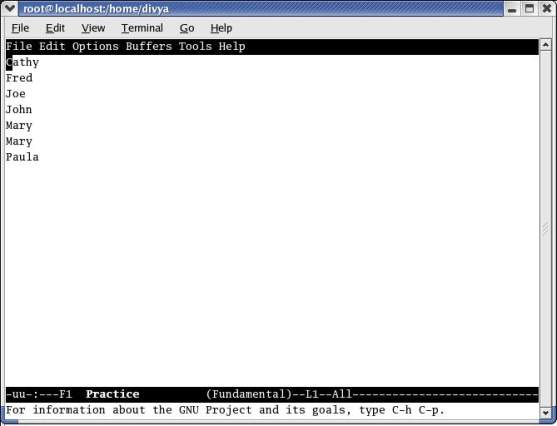 root@localhost:/home/divya
File Edit View Terminal Go Help
File Edit Options Buffers Tools Help
Cathy
Fred
Joe
John
Mary
Mary
Paula
-uu-:---F1  Practice          (Fundamental)--L1--All----------------------------
For information about the GNU Project and its goals, type C-h C-p.